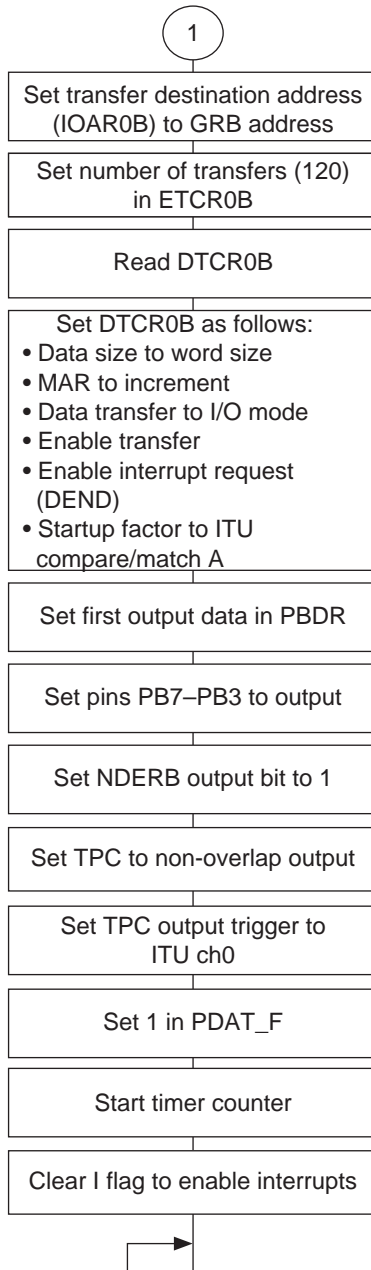 1
Set transfer destination address
(IOAR0B) to GRB address
Set number of transfers (120)
in ETCR0B
Read DTCR0B
Set DTCR0B as follows:
• Data size to word size
• MAR to increment
• Data transfer to I/O mode
• Enable transfer
• Enable interrupt request
(DEND)
• Startup factor to ITU
compare/match A
Set first output data in PBDR
Set pins PB7–PB3 to output
Set NDERB output bit to 1
Set TPC to non-overlap output
Set TPC output trigger to
ITU ch0
Set 1 in PDAT_F
Start timer counter
Clear I flag to enable interrupts